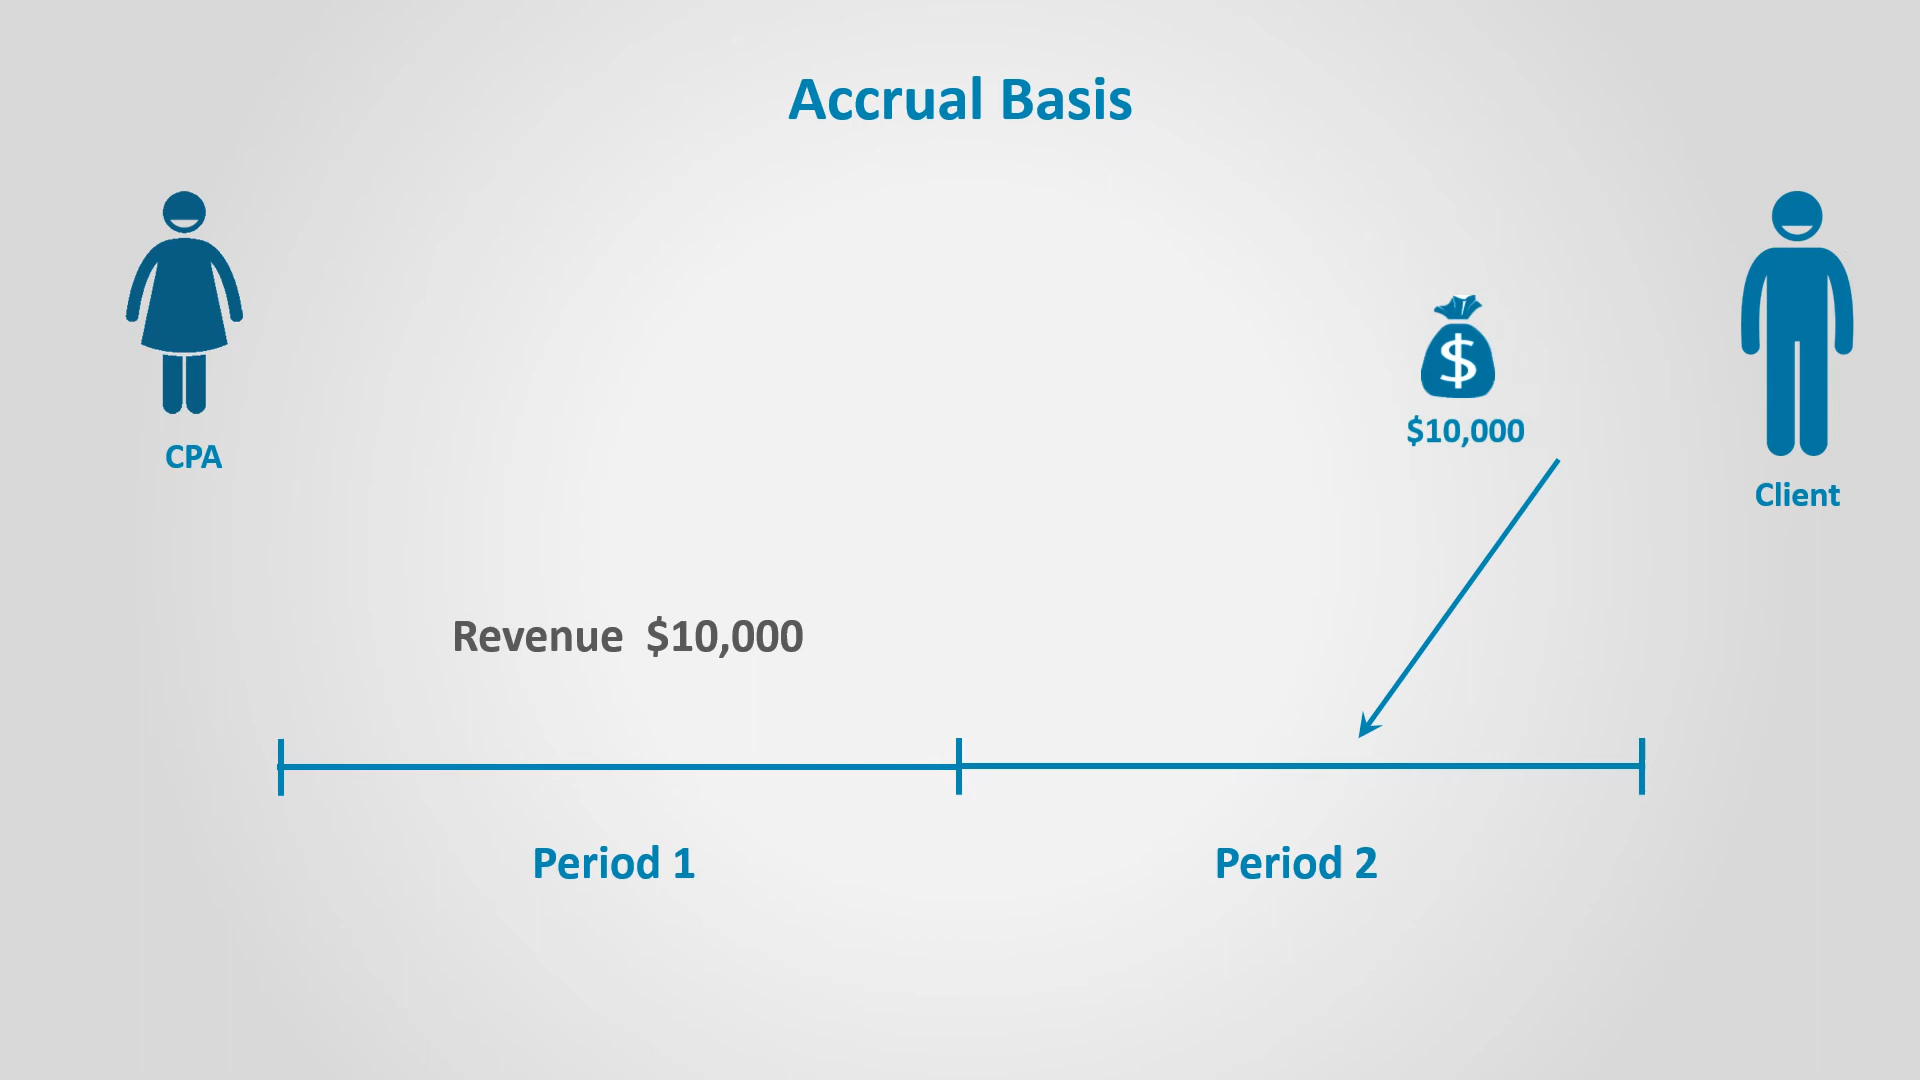 Accrual Basis
$
$10,000
CPA
Client
Revenue $10,000
Period 1
Period 2